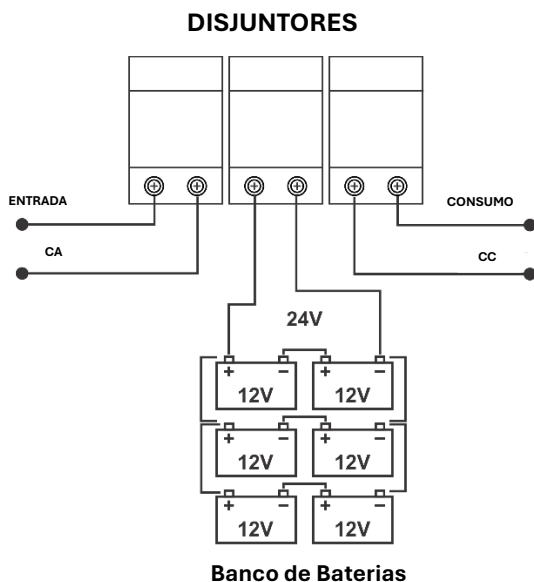 DISJUNTORES
ENTRADA
CONSUMO
CA
CC
24V
+ − + −
12V 12V
+ − + −
12V 12V
+ − + −
12V 12V
Banco de Baterias